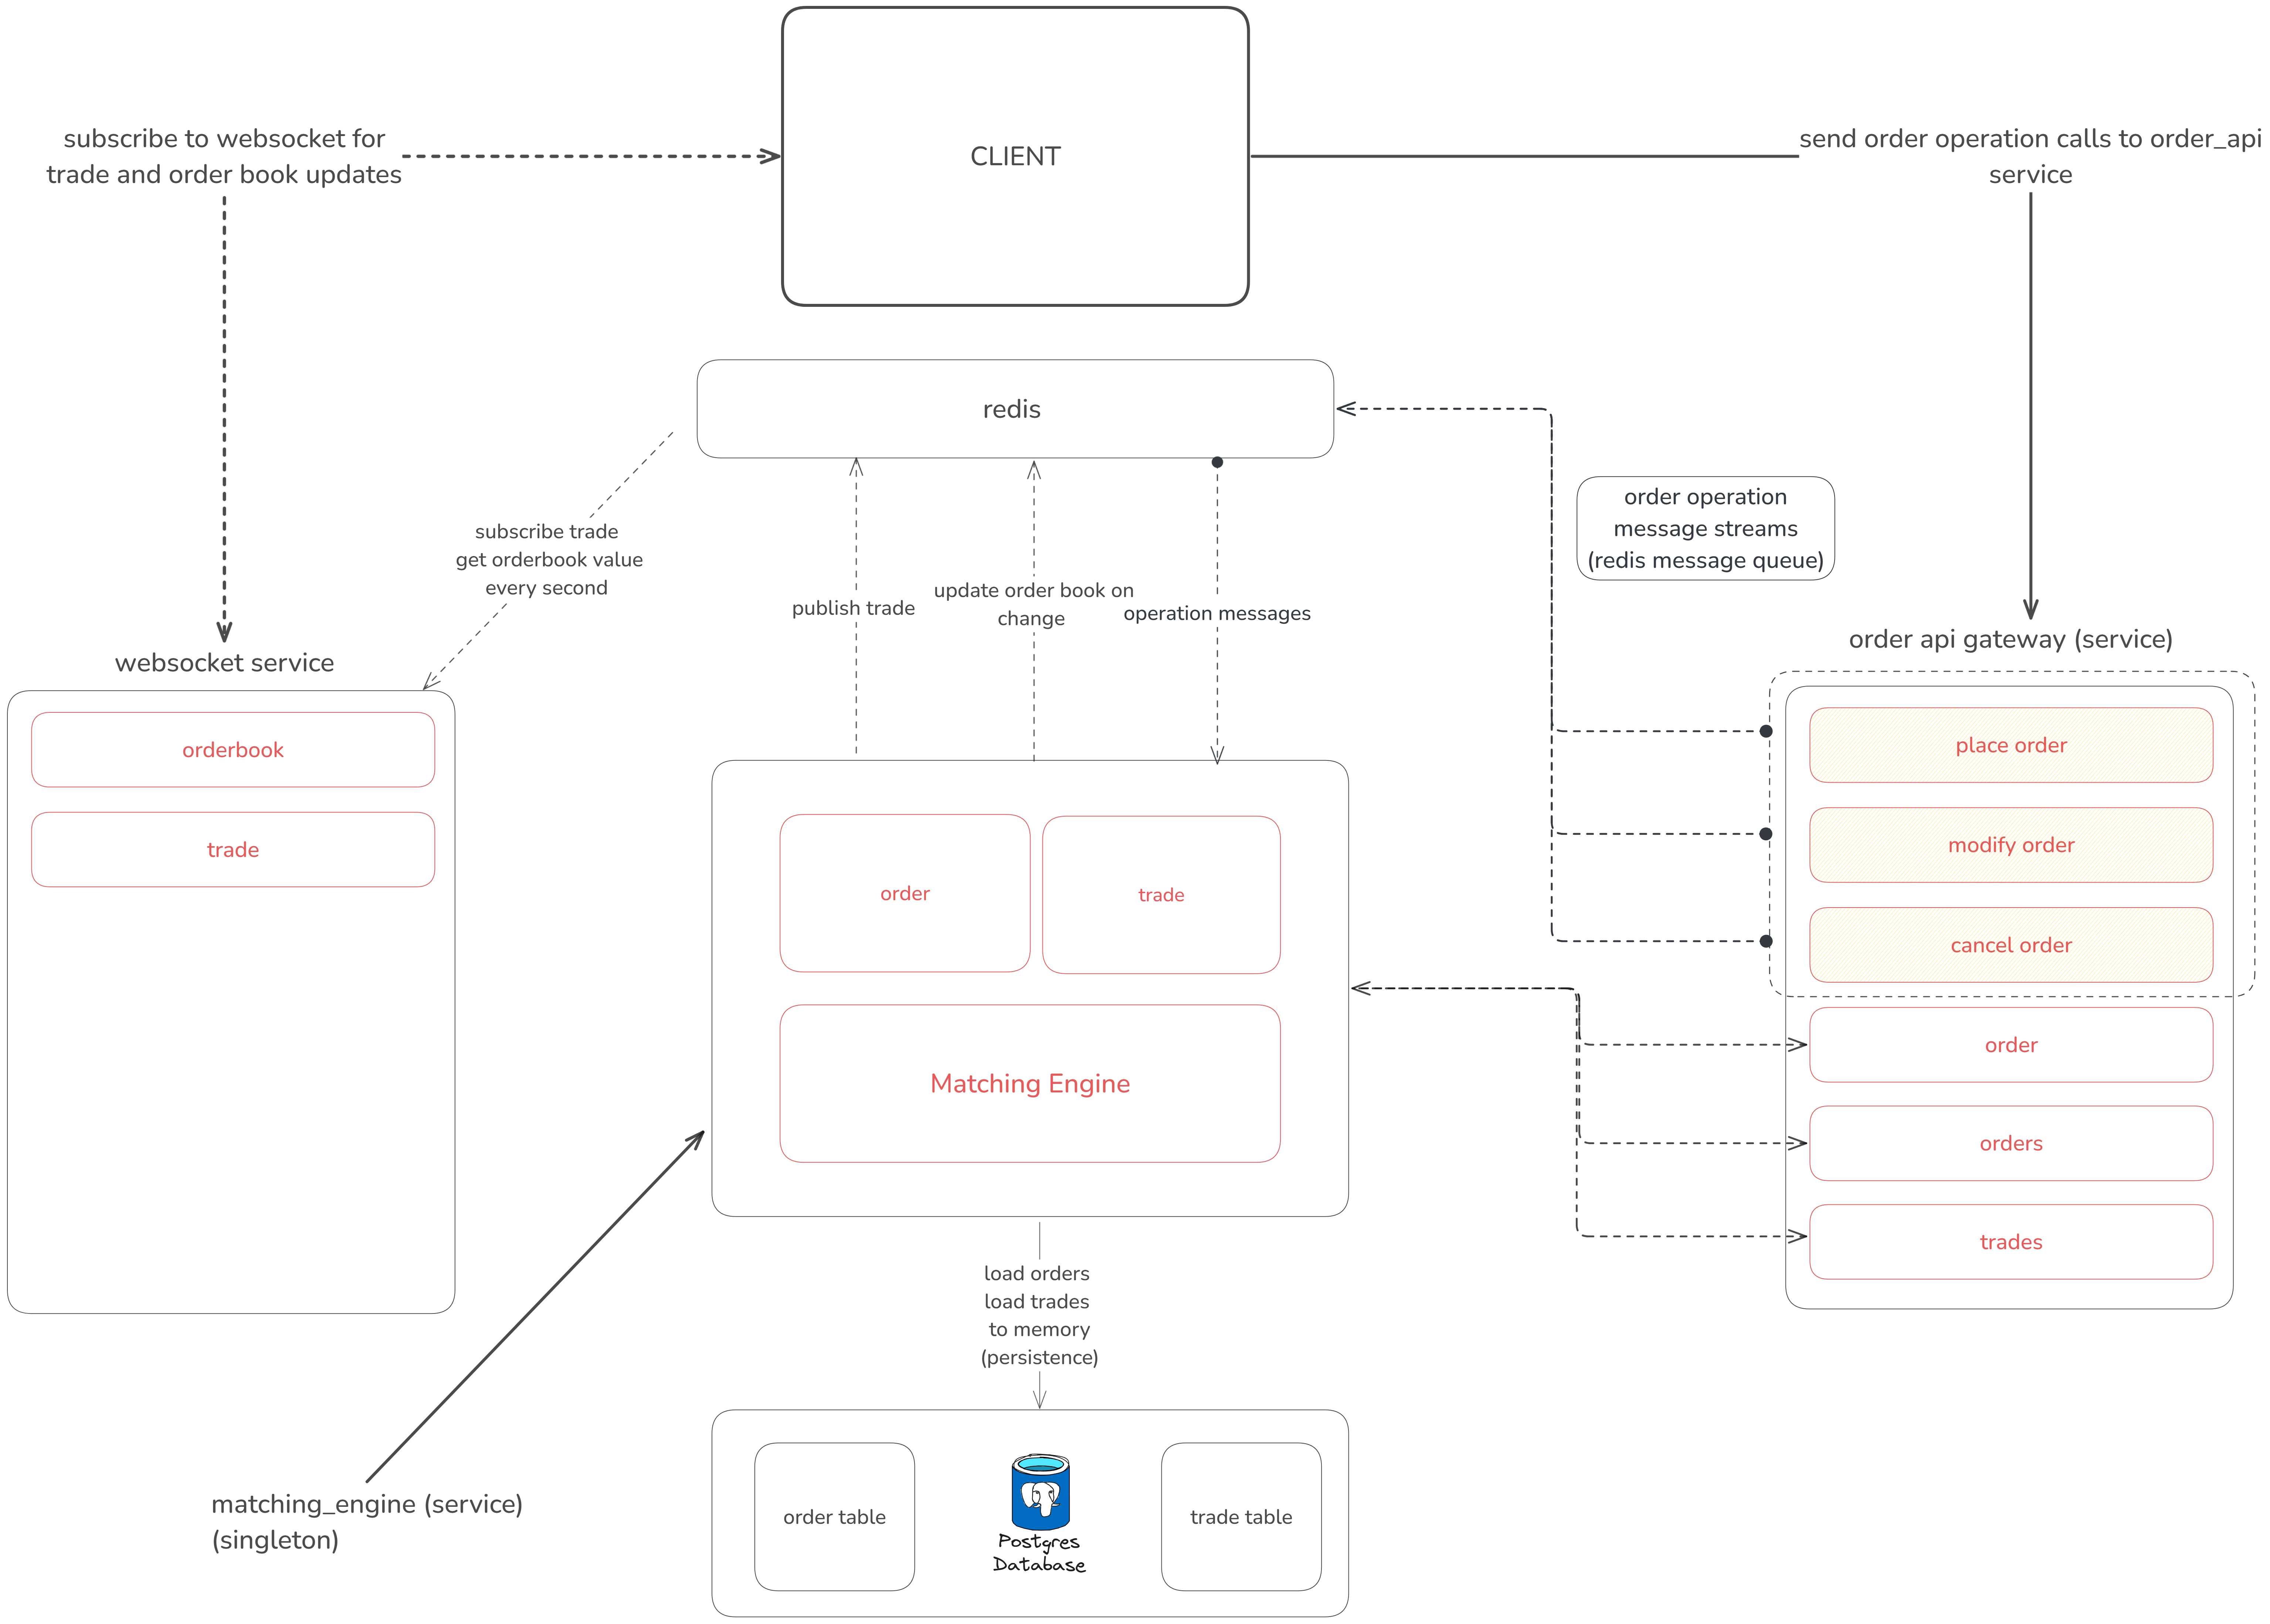 CLIENT
subscribe to websocket for
trade and order book updates
send order operation calls to order_api
service
redis
order operation
message streams
(redis message queue)
subscribe trade
get orderbook value
every second
publish trade
update order book on
change
operation messages
websocket service
orderbook
trade
order api gateway (service)
place order
modify order
cancel order
order
orders
trades
order
trade
Matching Engine
load orders
load trades
to memory
(persistence)
matching_engine (service)
(singleton)
order table
Postgres
Database
trade table